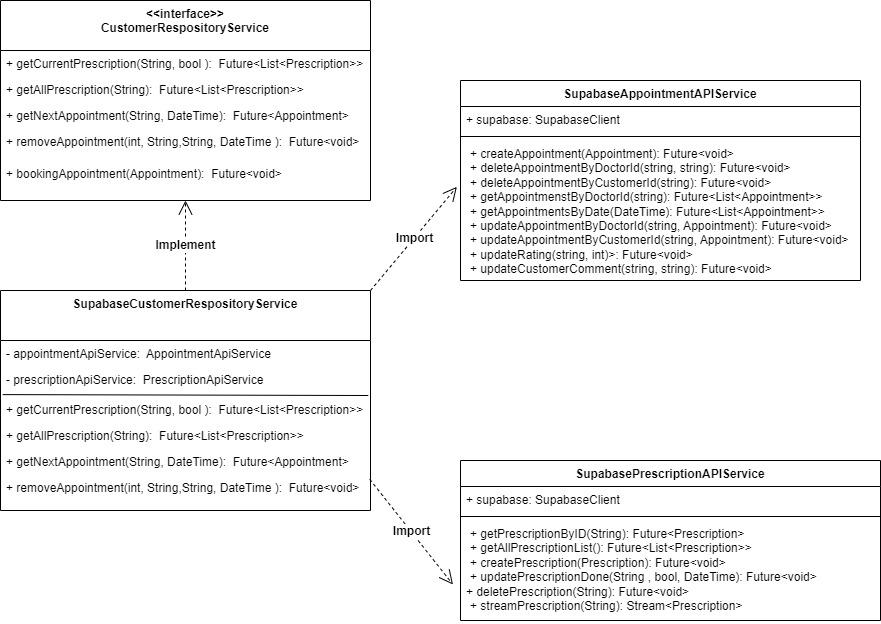 <<interface>>
CustomerRespositoryService
+ getCurrentPrescription(String, bool ):  Future<List<Prescription>>
+ getAllPrescription(String):  Future<List<Prescription>>
+ getNextAppointment(String, DateTime):  Future<Appointment>
+ removeAppointment(int, String,String, DateTime ):  Future<void>
+ bookingAppointment(Appointment):  Future<void>
Implement
SupabaseCustomerRespositoryService
- appointmentApiService:  AppointmentApiService
- prescriptionApiService:  PrescriptionApiService
+ getCurrentPrescription(String, bool ):  Future<List<Prescription>>
+ getAllPrescription(String):  Future<List<Prescription>>
+ getNextAppointment(String, DateTime):  Future<Appointment>
+ removeAppointment(int, String,String, DateTime ):  Future<void>
Import
SupabaseAppointmentAPIService
+ supabase: SupabaseClient
+ createAppointment(Appointment): Future<void>
+ deleteAppointmentByDoctorId(string, string): Future<void>
+ deleteAppointmentByCustomerId(string): Future<void>
+ getAppointmenstByDoctorId(string): Future<List<Appointment>>
+ getAppointmentsByDate(DateTime): Future<List<Appointment>>
+ updateAppointmentByDoctorId(string, Appointment): Future<void>
+ updateAppointmentByCustomerId(string, Appointment): Future<void>
+ updateRating(string, int)>: Future<void>
+ updateCustomerComment(string, string): Future<void>
Import
SupabasePrescriptionAPIService
+ supabase: SupabaseClient
+ getPrescriptionByID(String): Future<Prescription>
+ getAllPrescriptionList(): Future<List<Prescription>>
+ createPrescription(Prescription): Future<void>
+ updatePrescriptionDone(String , bool, DateTime): Future<void>
+ deletePrescription(String): Future<void>
+ streamPrescription(String): Stream<Prescription>